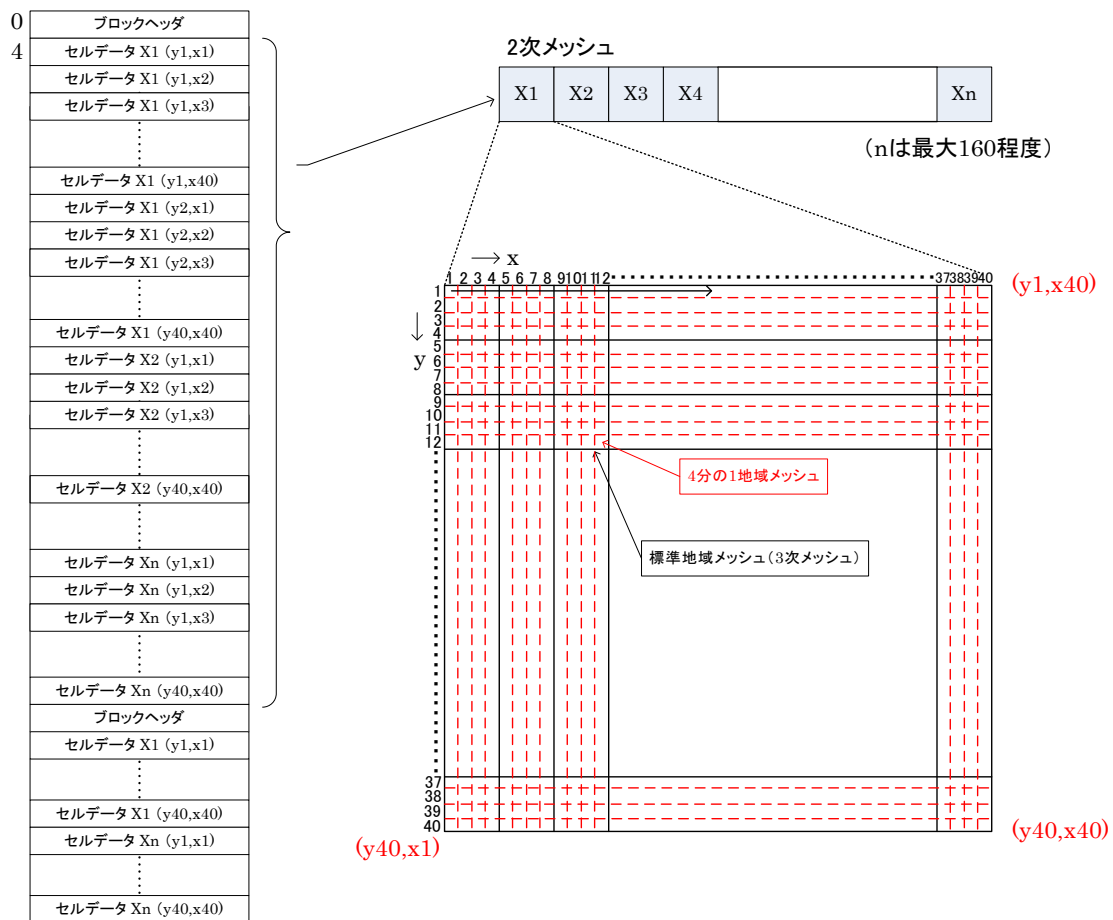 0
ブロックヘッダ
4
セルデータ X1 (y1,x1)
セルデータ X1 (y1,x2)
セルデータ X1 (y1,x3)
セルデータ X1 (y1,x40)
セルデータ X1 (y2,x1)
セルデータ X1 (y2,x2)
セルデータ X1 (y2,x3)
セルデータ X1 (y40,x40)
セルデータ X2 (y1,x1)
セルデータ X2 (y1,x2)
セルデータ X2 (y1,x3)
セルデータ X2 (y40,x40)
セルデータ Xn (y1,x1)
セルデータ Xn (y1,x2)
セルデータ Xn (y1,x3)
セルデータ Xn (y40,x40)
ブロックヘッダ
セルデータ X1 (y1,x1)
セルデータ X1 (y40,x40)
セルデータ Xn (y1,x1)
セルデータ Xn (y40,x40)
2次メッシュ
X1 X2 X3 X4 Xn
(nは最大160程度)
x
1 2 3 4 5 6 7 8 9 10 11 12 37 38 39 40
(y1,x40)
y
1
2
3
4
5
6
7
8
9
10
11
12
4分の1地域メッシュ
標準地域メッシュ(3次メッシュ)
37
38
39
40
(y40,x1)
(y40,x40)